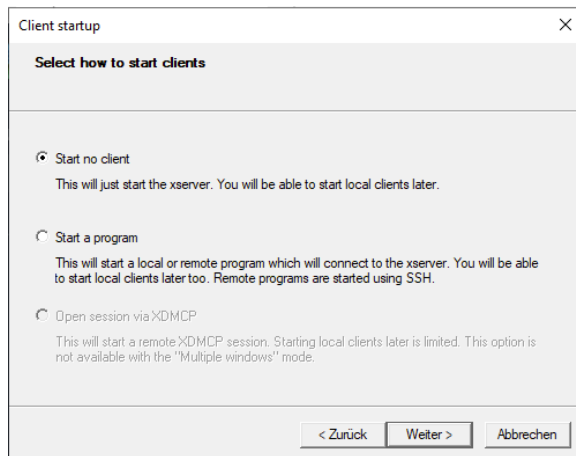 Client startup
Select how to start clients
Start no client
This will just start the xserver. You will be able to start local clients later.
Start a program
This will start a local or remote program which will connect to the xserver. You will be able
to start local clients later too. Remote programs are started using SSH.
Open session via XDMCP
This will start a remote XDMCP session. Starting local clients later is limited. This option is
not available with the "Multiple windows" mode.
< Zurück Weiter > Abbrechen